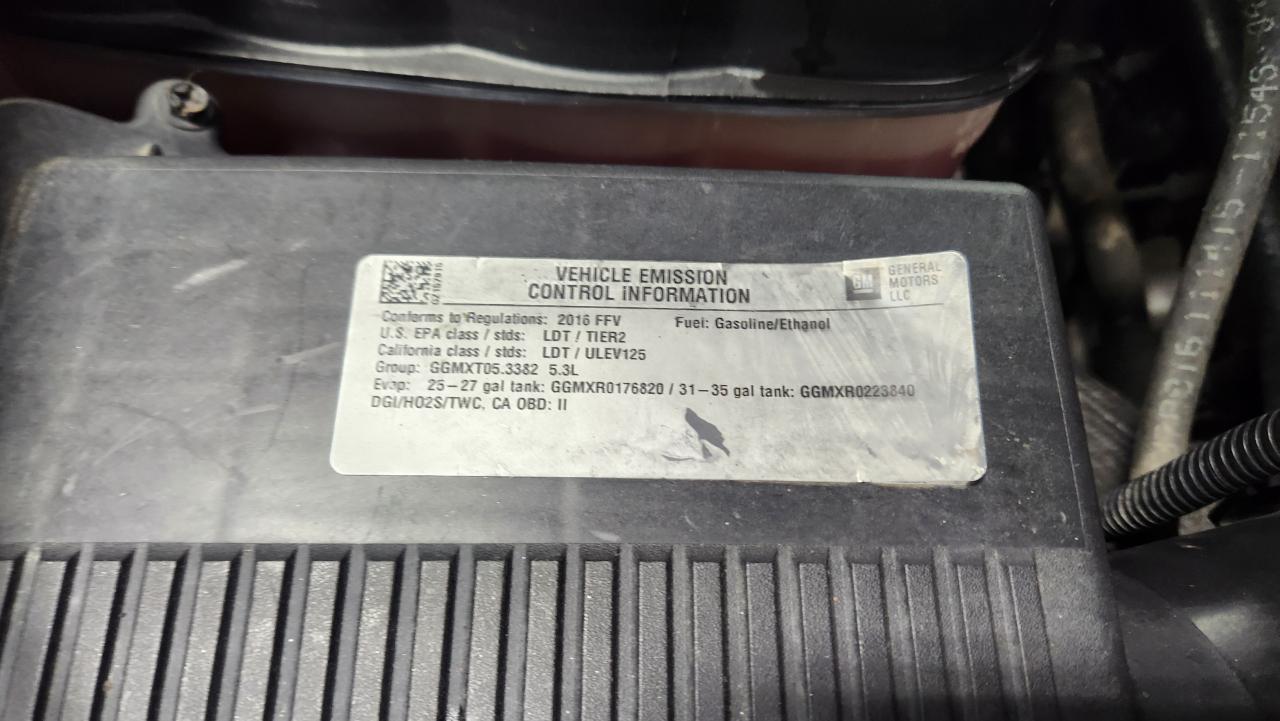 VEHICLE EMISSION
CONTROL INFORMATION
GM
GENERAL
MOTORS
LLC
Conforms to Regulations: 2016 FFV Fuel: Gasoline/Ethanol
U.S. EPA class / stds: LDT / TIER2
California class / stds: LDT / ULEV125
Group: GGMXT05.3382 5.3L
Evap: 25-27 gal tank: GGMXR0176820 / 31-35 gal tank: GGMXR0223840
DGI/HO2S/TWC, CA OBD: II